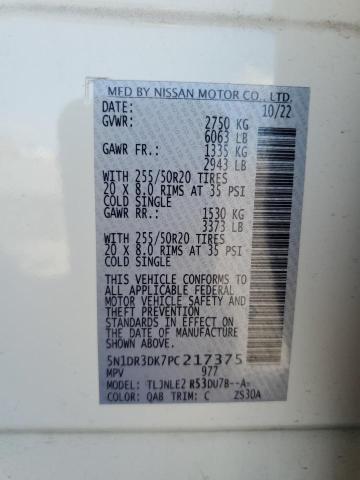 MFD BY NISSAN MOTOR CO., LTD.
DATE: 10/22
GVWR: 2750 KG
6063 LB
GAWR FR.: 1335 KG
2943 LB
WITH 255/50R20 TIRES
20 X 8.0 RIMS AT 35 PSI
COLD SINGLE
GAWR RR.: 1530 KG
3373 LB
WITH 255/50R20 TIRES
20 X 8.0 RIMS AT 35 PSI
COLD SINGLE
THIS VEHICLE CONFORMS TO
ALL APPLICABLE FEDERAL
MOTOR VEHICLE SAFETY
AND THEFT PREVENTION
STANDARDS IN EFFECT ON
THE DATE OF MANUFACTURE
SHOWN ABOVE.
5N1DR3DK7PC217375
MPV 977
MODEL: TLJNLE2 R53DU7B--A-
COLOR: QAB TRIM: C ZS30A